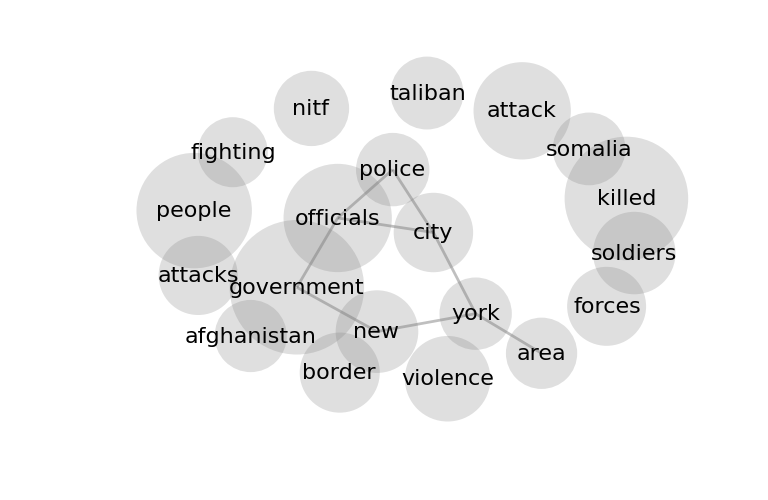 taliban
nitf
attack
somalia
fighting
police
killed
people
officials
city
soldiers
attacks
government
forces
york
new
afghanistan
area
border
violence